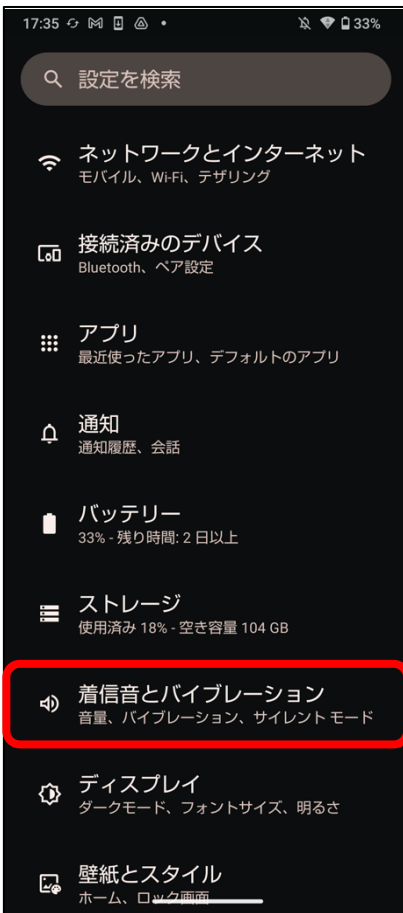 17:35
33%
設定を検索
ネットワークとインターネット
モバイル、Wi-Fi、テザリング
接続済みのデバイス
Bluetooth、ペア設定
アプリ
最近使ったアプリ、デフォルトのアプリ
通知
通知履歴、会話
バッテリー
33% - 残り時間: 2 日以上
ストレージ
使用済み 18% - 空き容量 104 GB
着信音とバイブレーション
音量、バイブレーション、サイレント モード
ディスプレイ
ダークモード、フォントサイズ、明るさ
壁紙とスタイル
ホーム、ロック画面